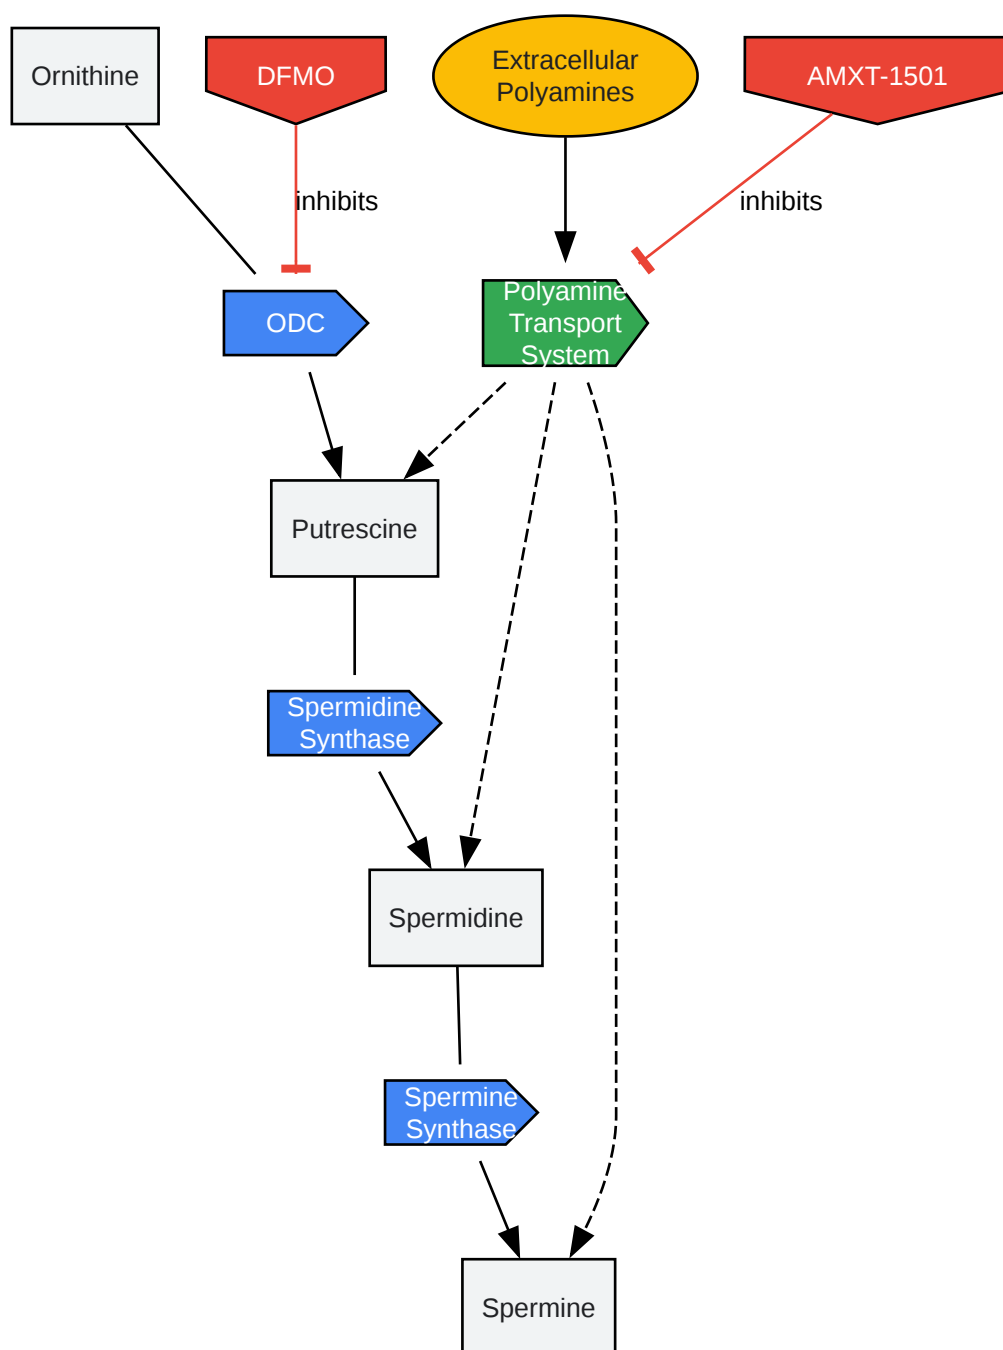 Ornithine
DFMO
Extracellular
Polyamines
AMXT-1501
inhibits
inhibits
ODC
Polyamine
Transport
System
Putrescine
Spermidine
Synthase
Spermidine
Spermine
Synthase
Spermine